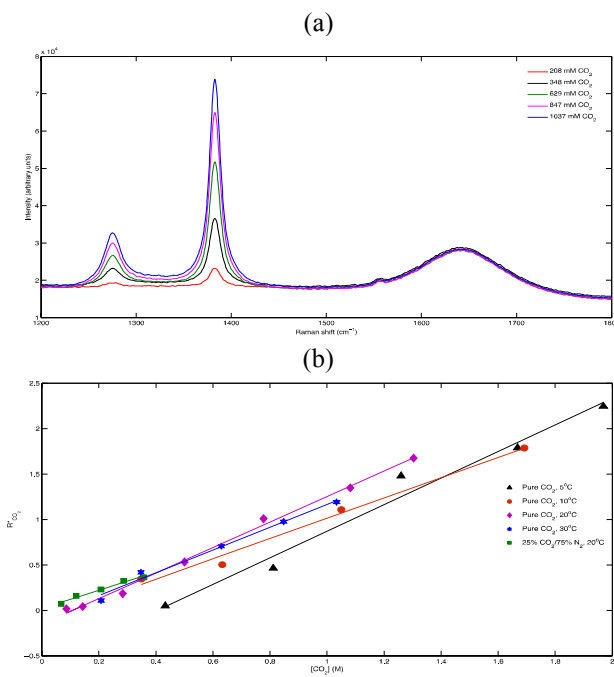 (a)
x 10⁴
8
7
6
5
4
3
2
1
Intensity (arbitrary units)
208 mM CO₂
348 mM CO₂
629 mM CO₂
847 mM CO₂
1037 mM CO₂
1200 1300 1400 1500 1600 1700 1800
Raman shift (cm⁻¹)
(b)
2.5
2
1.5
1
0.5
0
-0.5
Pure CO₂, 5°C
Pure CO₂, 10°C
Pure CO₂, 20°C
Pure CO₂, 30°C
25% CO₂/75% N₂, 20°C
0 0.2 0.4 0.6 0.8 1 1.2 1.4 1.6 1.8 2
[CO₂] (M)